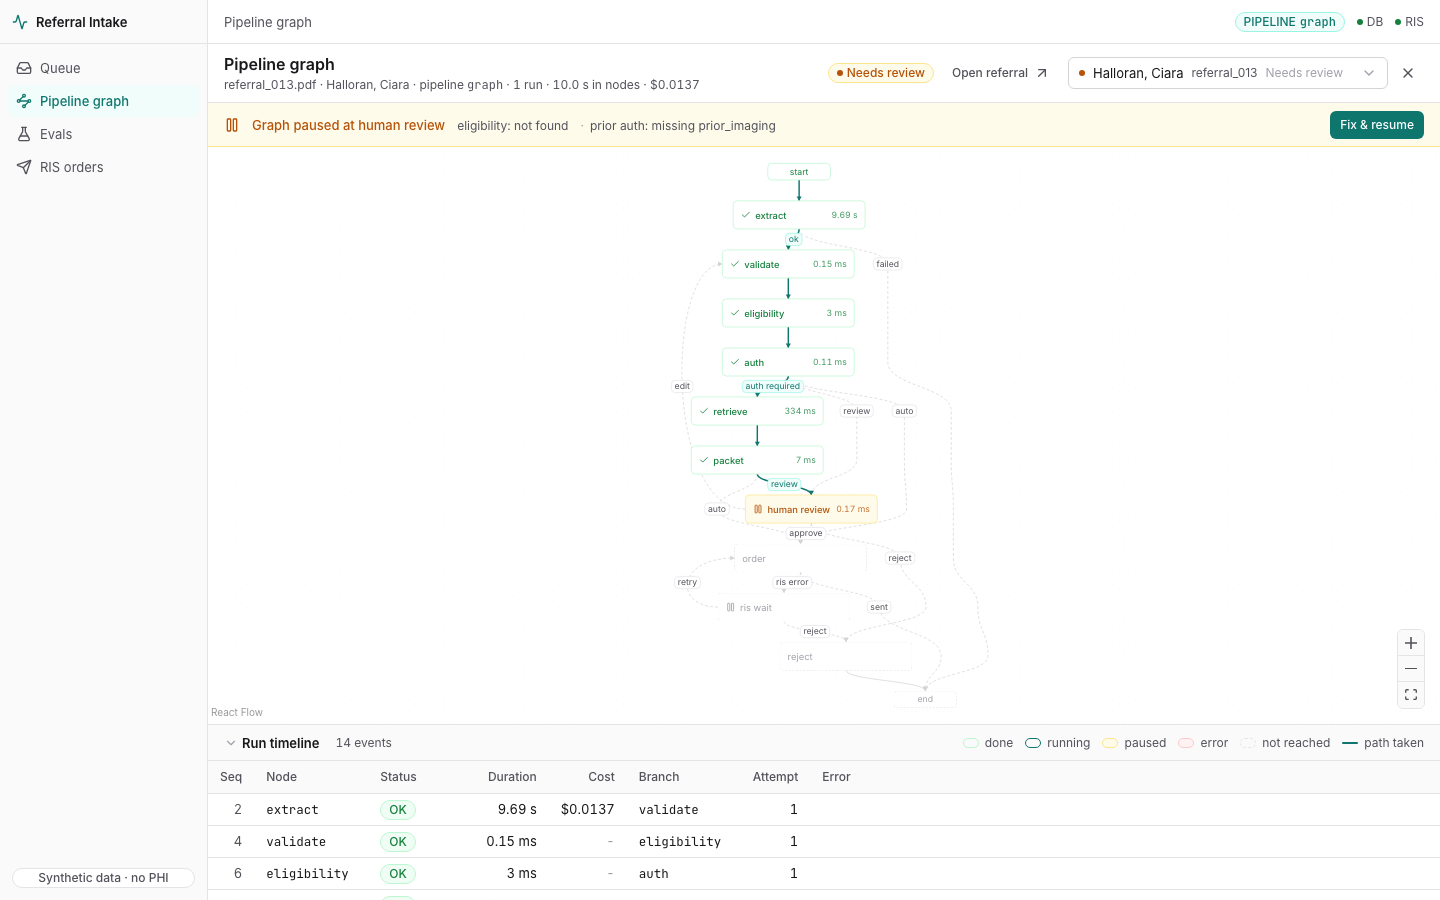 Referral Intake
Pipeline graph
PIPELINE graph
DB
RIS
Queue
Pipeline graph
Evals
RIS orders
Synthetic data · no PHI
Pipeline graph
referral_013.pdf · Halloran, Ciara · pipeline graph · 1 run · 10.0 s in nodes · $0.0137
Needs review
Open referral
Halloran, Ciara referral_013 Needs review
Graph paused at human review eligibility: not found · prior auth: missing prior_imaging
Fix & resume
start
extract 9.69 s
ok
validate 0.15 ms
failed
eligibility 3 ms
auth 0.11 ms
edit
auth required
retrieve 334 ms
review
auto
packet 7 ms
review
auto
human review 0.17 ms
approve
order
reject
retry
ris error
ris wait
sent
reject
reject
end
React Flow
Run timeline 14 events
done
running
paused
error
not reached
path taken
Seq Node Status Duration Cost Branch Attempt Error
2 extract OK 9.69 s $0.0137 validate 1
4 validate OK 0.15 ms - eligibility 1
6 eligibility OK 3 ms - auth 1